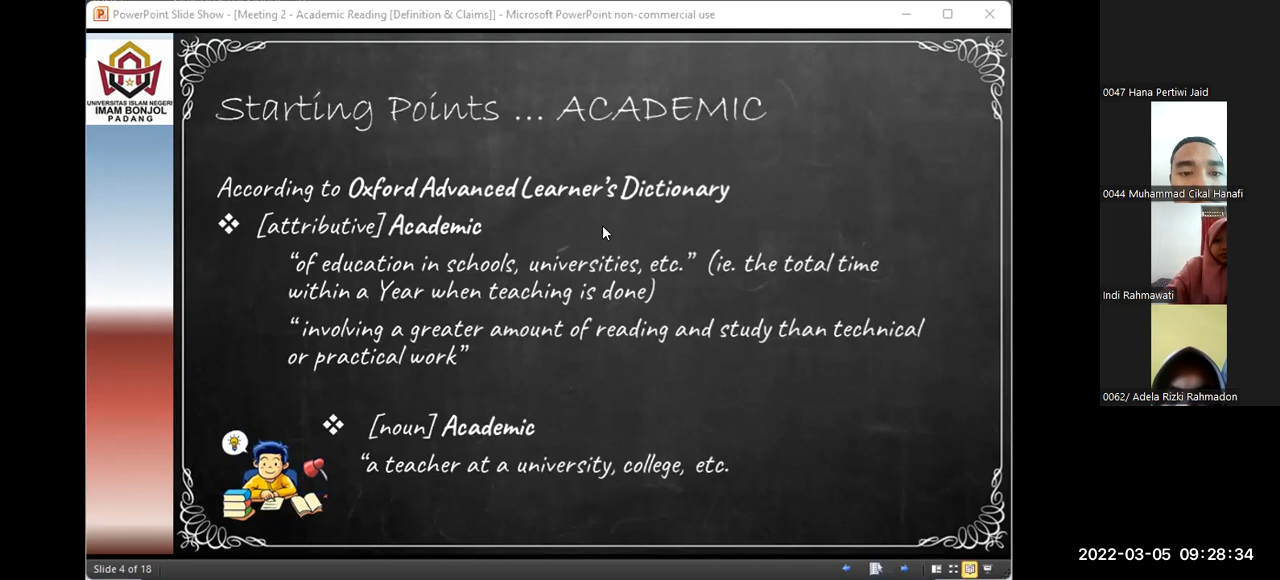 PowerPoint Slide Show - [Meeting 2 - Academic Reading [Definition & Claims]] - Microsoft PowerPoint non-commercial use
UNIVERSITAS ISLAM NEGERI
IMAM BONJOL
PADANG
Starting Points ... ACADEMIC
According to Oxford Advanced Learner's Dictionary
[attributive] Academic
"of education in schools, universities, etc." (ie. the total time
within a Year when teaching is done)
" involving a greater amount of reading and study than technical
or practical work"
[noun] Academic
"a teacher at a university, college, etc.
Slide 4 of 18
0047 Hana Pertiwi Jaid
0044 Muhammad Cikal Hanafi
Indi Rahmawati
0062/ Adela Rizki Rahmadon
2022-03-05 09:28:34